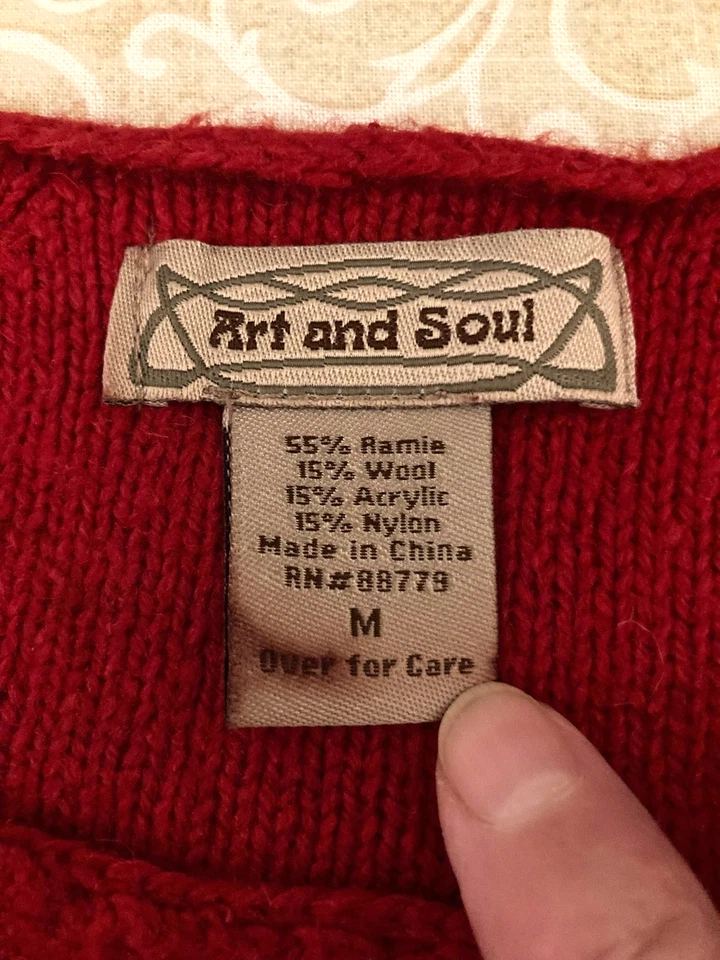 Art and Soul
55% Ramie
15% Wool
15% Acrylic
15% Nylon
Made in China
RN#88779
M
Over for Care